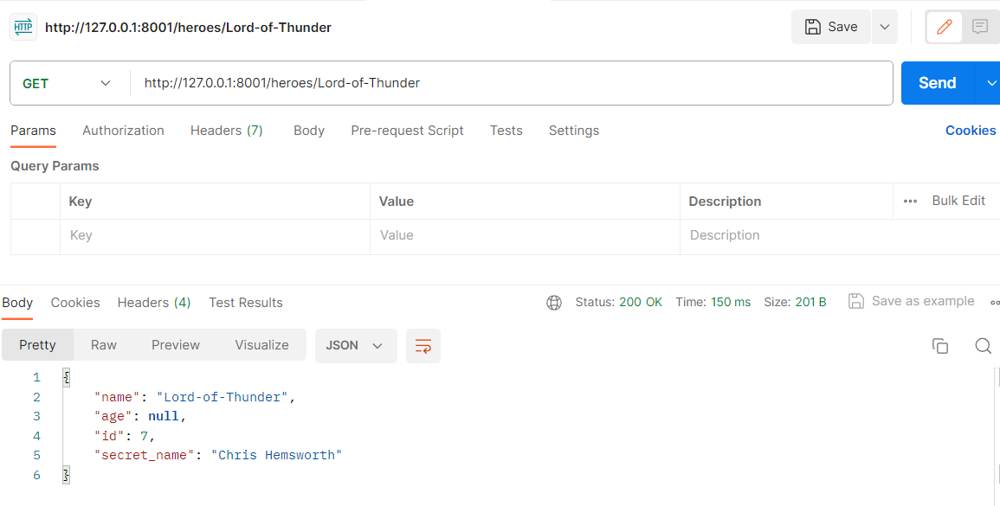 HTTP http://127.0.0.1:8001/heroes/Lord-of-Thunder Save
GET http://127.0.0.1:8001/heroes/Lord-of-Thunder Send
Params Authorization Headers (7) Body Pre-request Script Tests Settings Cookies
Query Params
Key Value Description ••• Bulk Edit
Key Value Description
Body Cookies Headers (4) Test Results Status: 200 OK Time: 150 ms Size: 201 B Save as example
Pretty Raw Preview Visualize JSON
1 {
2 "name": "Lord-of-Thunder",
3 "age": null,
4 "id": 7,
5 "secret_name": "Chris Hemsworth"
6 }